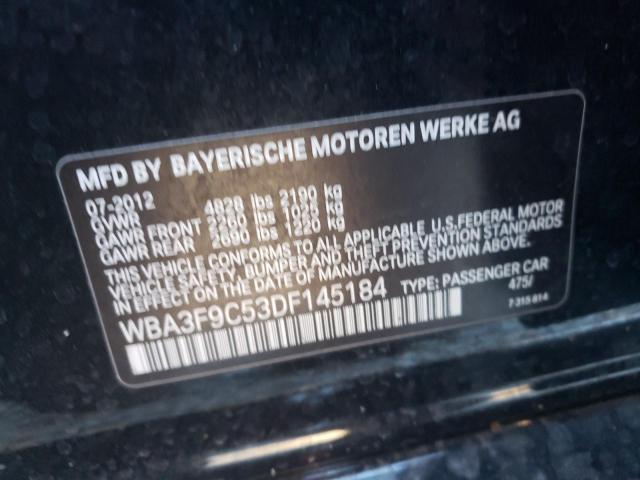 MFD BY BAYERISCHE MOTOREN WERKE AG
07-2012
GVWR 4828 lbs 2190 kg
GAWR FRONT 2260 lbs 1025 kg
GAWR REAR 2690 lbs 1220 kg
THIS VEHICLE CONFORMS TO ALL APPLICABLE U.S.FEDERAL MOTOR
VEHICLE SAFETY, BUMPER AND THEFT PREVENTION STANDARDS
IN EFFECT ON THE DATE OF MANUFACTURE SHOWN ABOVE.
WBA3F9C53DF145184 TYPE: PASSENGER CAR
475/
7 315 814